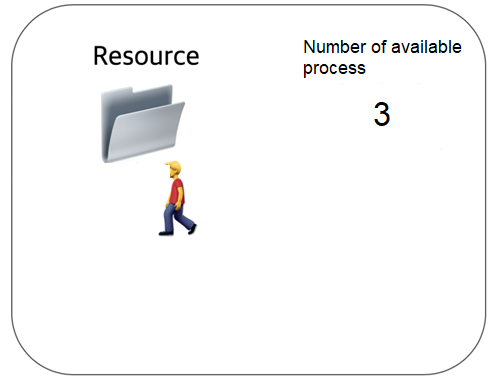 Resource
Number of available
process
3